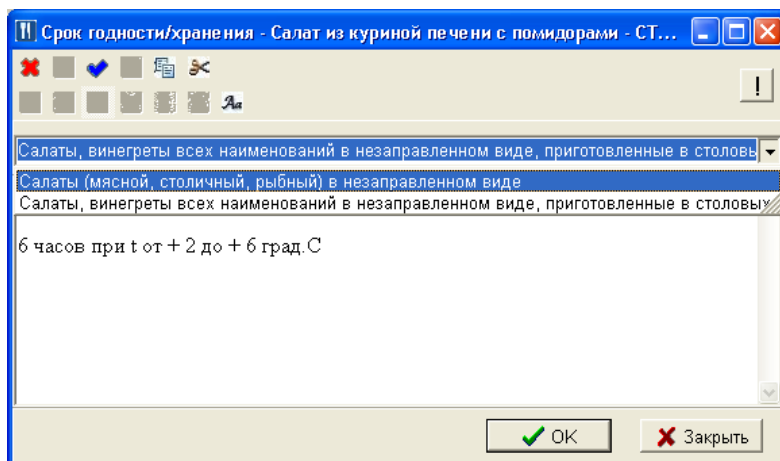 Срок годности/хранения - Салат из куриной печени с помидорами - СТ...
!
Aa
Салаты, винегреты всех наименований в незаправленном виде, приготовленные в столовь
Салаты (мясной, столичный, рыбный) в незаправленном виде
Салаты, винегреты всех наименований в незаправленном виде, приготовленные в столовых
6 часов при t от + 2 до + 6 град.С
OK
Закрыть